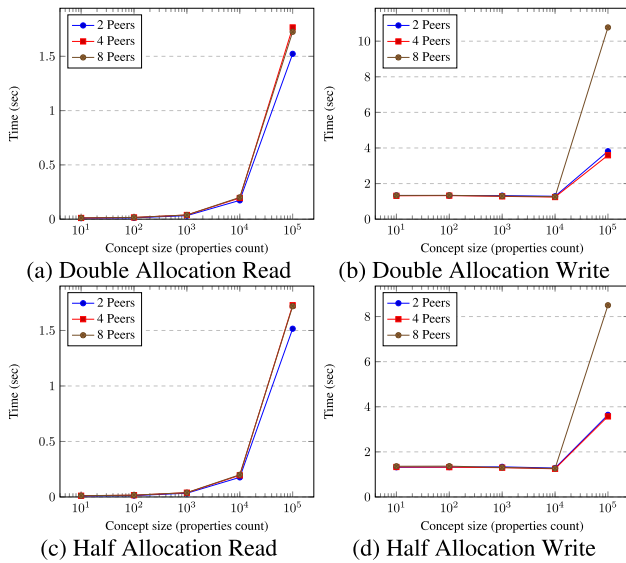 2 Peers
4 Peers
8 Peers
Time (sec)
1.5
1
0.5
0
10^1 10^2 10^3 10^4 10^5
Concept size (properties count)
(a) Double Allocation Read
2 Peers
4 Peers
8 Peers
Time (sec)
10
8
6
4
2
0
10^1 10^2 10^3 10^4 10^5
Concept size (properties count)
(b) Double Allocation Write
2 Peers
4 Peers
8 Peers
Time (sec)
1.5
1
0.5
0
10^1 10^2 10^3 10^4 10^5
Concept size (properties count)
(c) Half Allocation Read
2 Peers
4 Peers
8 Peers
Time (sec)
8
6
4
2
0
10^1 10^2 10^3 10^4 10^5
Concept size (properties count)
(d) Half Allocation Write